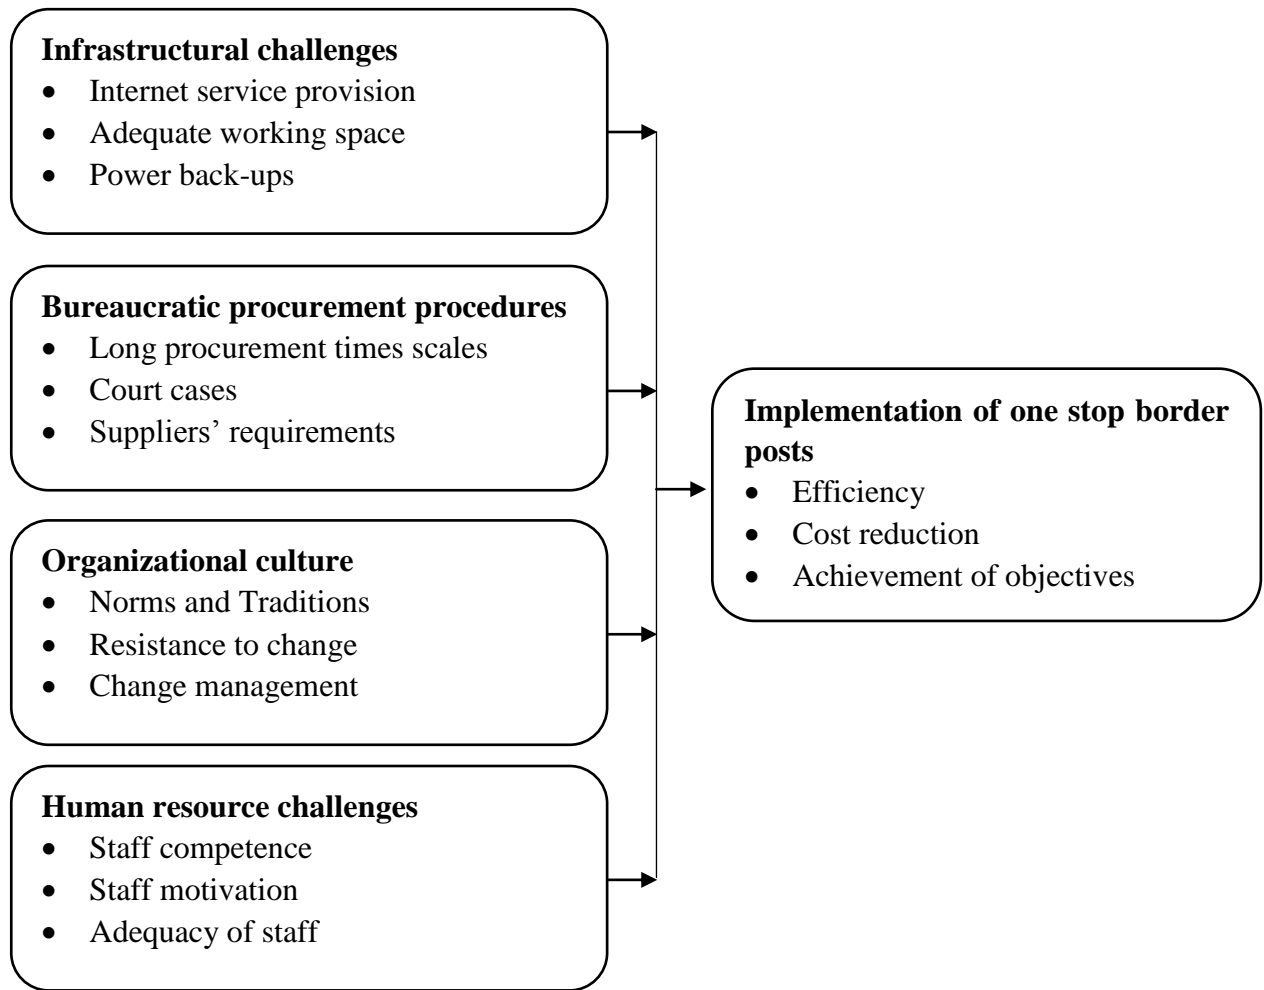 Infrastructural challenges
• Internet service provision
• Adequate working space
• Power back-ups
Bureaucratic procurement procedures
• Long procurement times scales
• Court cases
• Suppliers’ requirements
Organizational culture
• Norms and Traditions
• Resistance to change
• Change management
Human resource challenges
• Staff competence
• Staff motivation
• Adequacy of staff
Implementation of one stop border
posts
• Efficiency
• Cost reduction
• Achievement of objectives